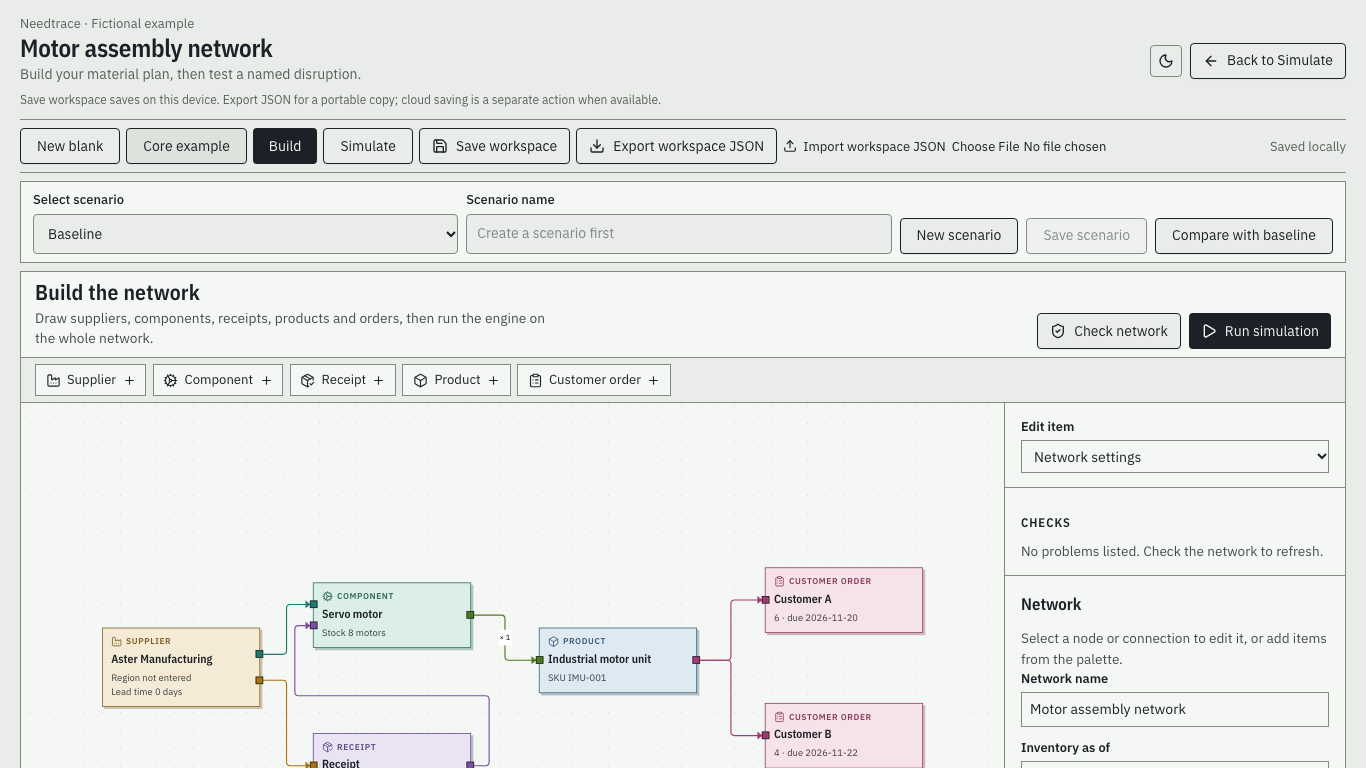 Needtrace · Fictional example
Motor assembly network
Build your material plan, then test a named disruption.
Save workspace saves on this device. Export JSON for a portable copy; cloud saving is a separate action when available.
Back to Simulate
New blank
Core example
Build
Simulate
Save workspace
Export workspace JSON
Import workspace JSON Choose File No file chosen
Saved locally
Select scenario
Baseline
Scenario name
Create a scenario first
New scenario
Save scenario
Compare with baseline
Build the network
Draw suppliers, components, receipts, products and orders, then run the engine on
the whole network.
Check network
Run simulation
Supplier +
Component +
Receipt +
Product +
Customer order +
SUPPLIER
Aster Manufacturing
Region not entered
Lead time 0 days
COMPONENT
Servo motor
Stock 8 motors
RECEIPT
Receipt
× 1
PRODUCT
Industrial motor unit
SKU IMU-001
CUSTOMER ORDER
Customer A
6 · due 2026-11-20
CUSTOMER ORDER
Customer B
4 · due 2026-11-22
Edit item
Network settings
CHECKS
No problems listed. Check the network to refresh.
Network
Select a node or connection to edit it, or add items
from the palette.
Network name
Motor assembly network
Inventory as of